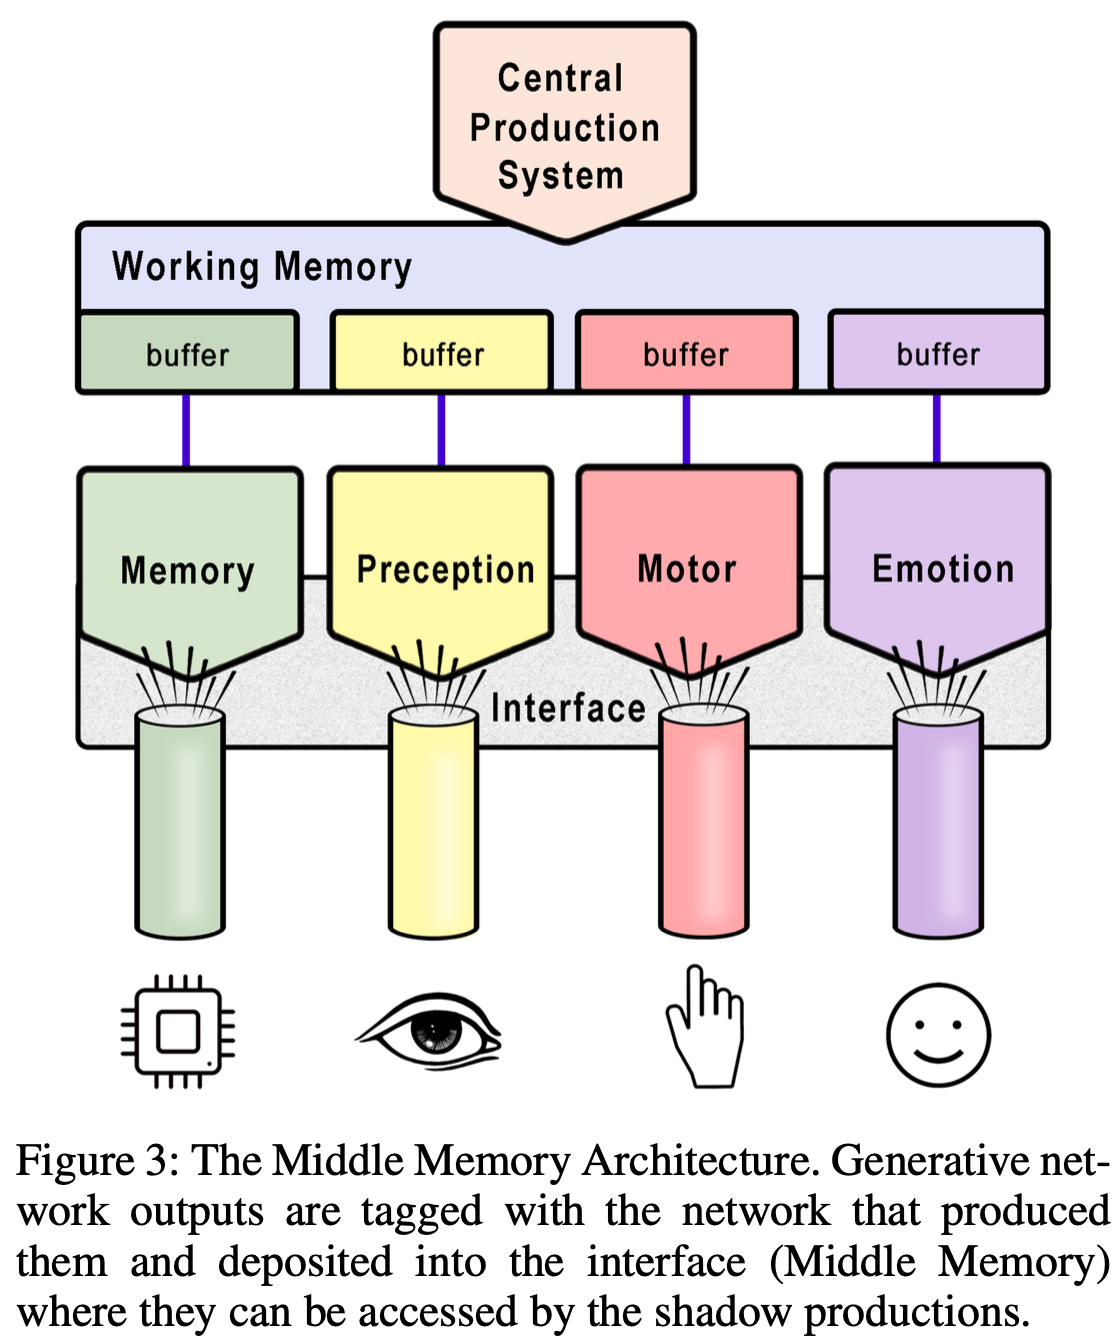 Central
Production
System
Working Memory
buffer buffer buffer buffer
Memory Preception Motor Emotion
Interface
Figure 3: The Middle Memory Architecture. Generative net-
work outputs are tagged with the network that produced
them and deposited into the interface (Middle Memory)
where they can be accessed by the shadow productions.